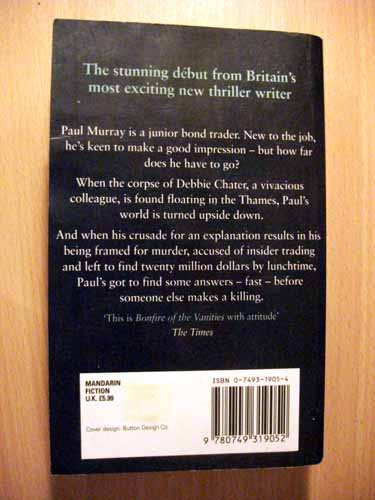 The stunning début from Britain's
most exciting new thriller writer
Paul Murray is a junior bond trader. New to the job,
he's keen to make a good impression – but how far
does he have to go?
When the corpse of Debbie Chater, a vivacious
colleague, is found floating in the Thames, Paul's
world is turned upside down.
And when his crusade for an explanation results in his
being framed for murder, accused of insider trading
and left to find twenty million dollars by lunchtime,
Paul's got to find some answers – fast – before
someone else makes a killing.
'This is Bonfire of the Vanities with attitude'
The Times
MANDARIN
FICTION
U.K. £5.99
Cover design: Button Design Co
ISBN 0-7493-1905-4
9 780749 319052